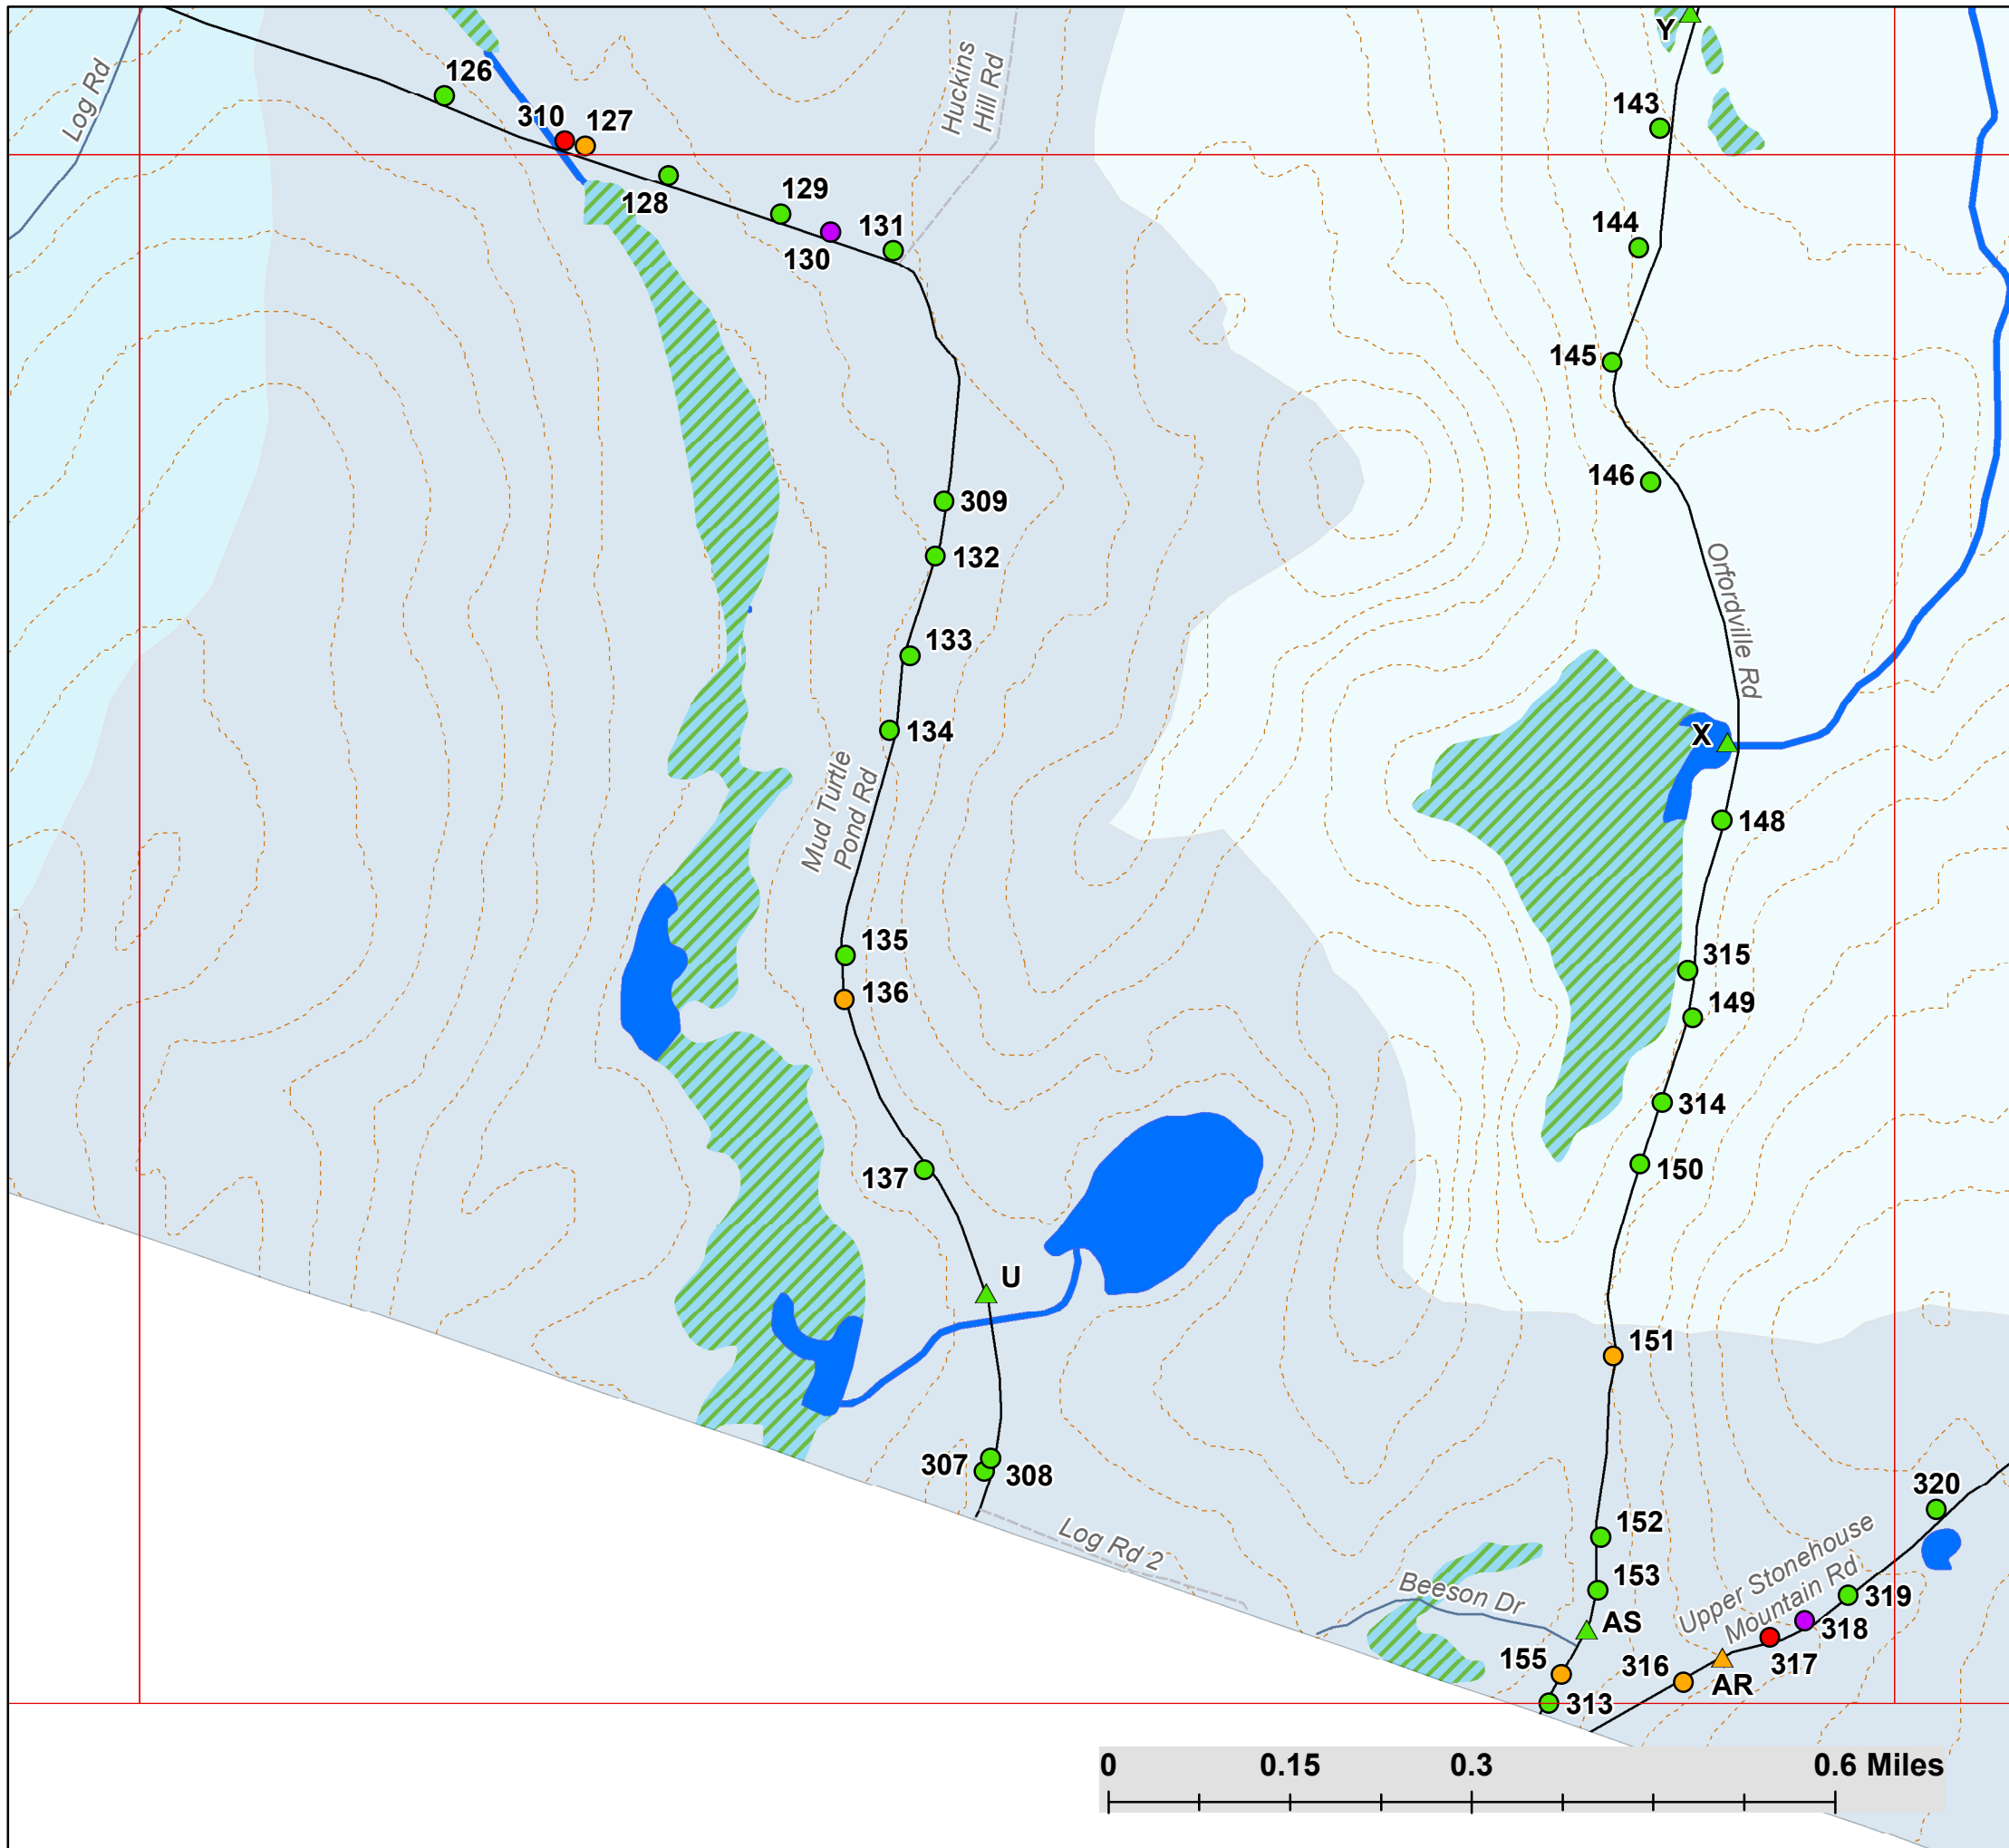 Y
Log Rd
126
Huckins
Hill Rd
143
310
127
128
129
131
130
144
145
146
309
132
Orfordville Rd
133
134
X
Mud Turtle
Pond Rd
148
135
315
136
149
314
137
150
U
151
307
308
320
152
Log Rd 2
Upper Stonehouse
Mountain Rd
153
Beeson Dr
319
AS
318
155
316
317
AR
313
0
0.15
0.3
0.6 Miles